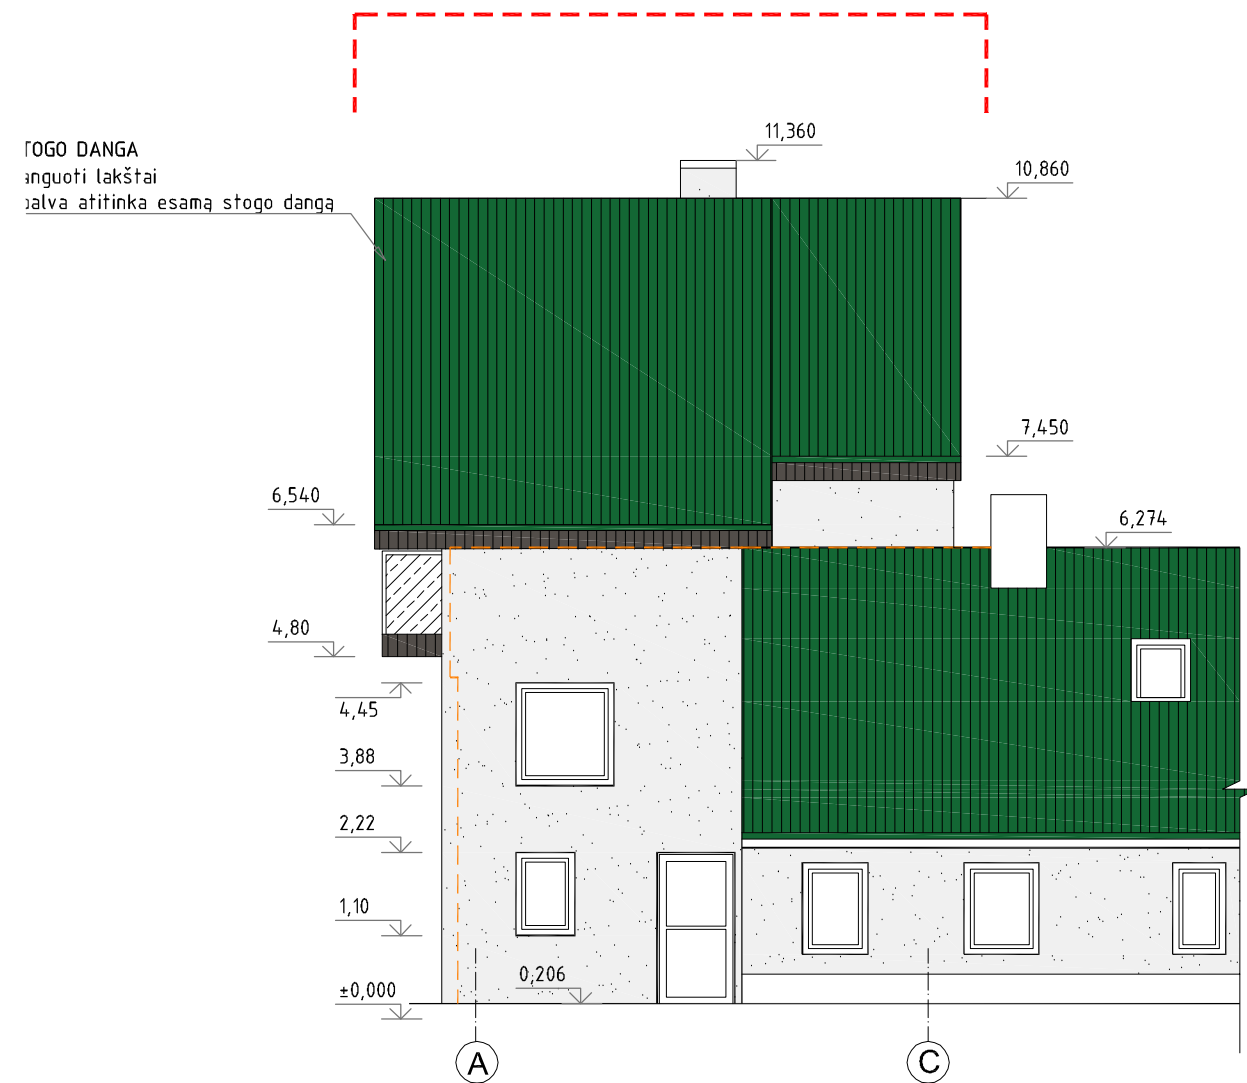 11,360
TOGO DANGA
anguoti lakštai
palva atitinka esamą stogo dangą
10,860
7,450
6,540
6,274
4,80
4,45
3,88
2,22
1,10
0,206
±0,000
A
C